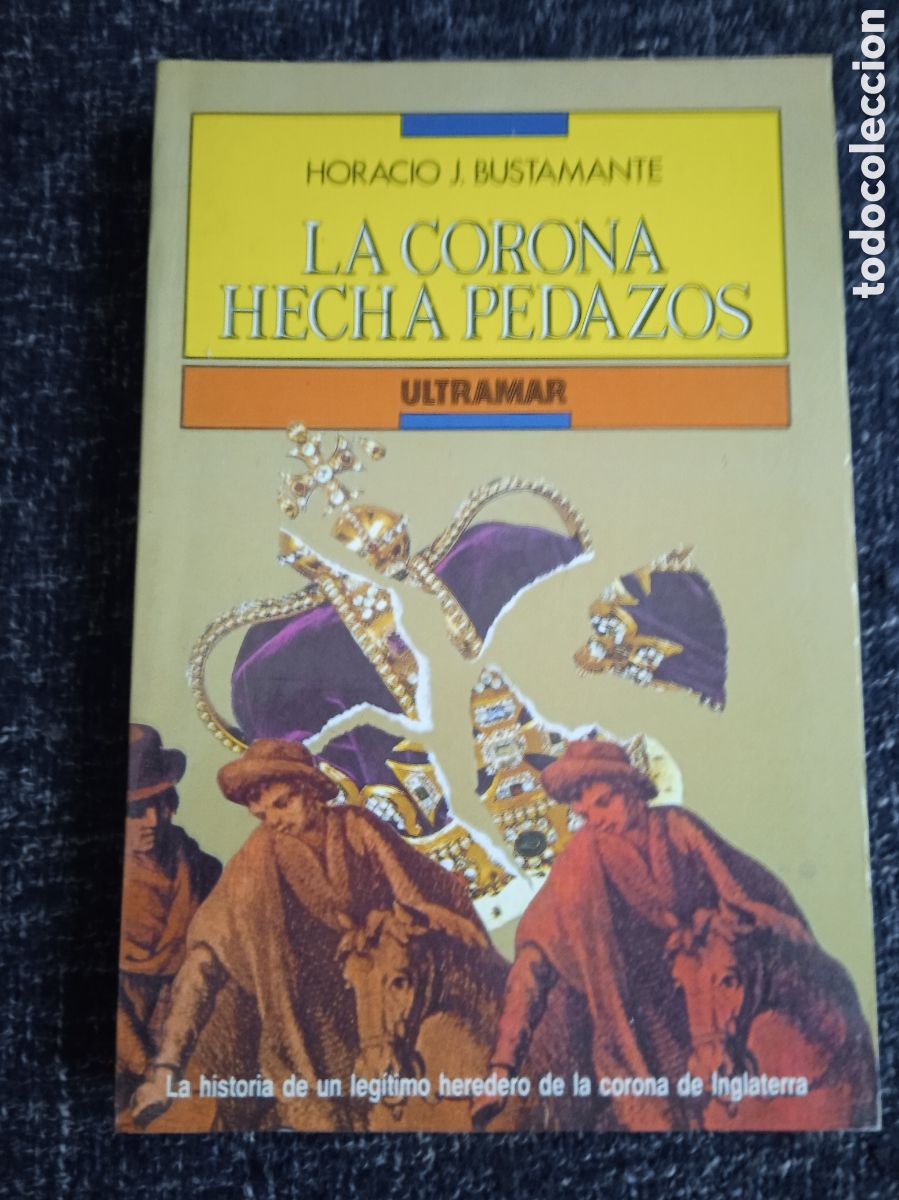 HORACIO J. BUSTAMANTE
LA CORONA
HECHA PEDAZOS
ULTRAMAR
La historia de un legítimo heredero de la corona de Inglaterra
todocoleccion